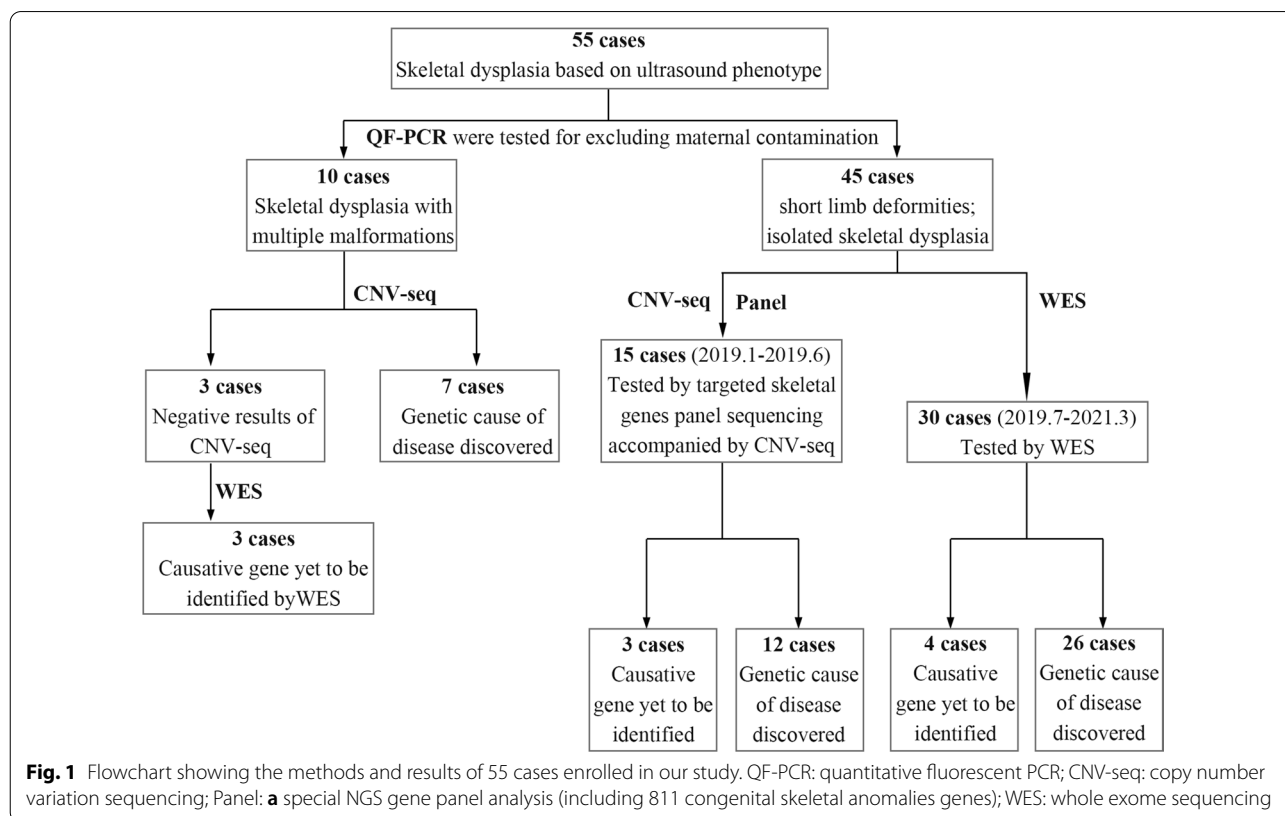 55 cases
Skeletal dysplasia based on ultrasound phenotype
QF-PCR were tested for excluding maternal contamination
10 cases
Skeletal dysplasia with
multiple malformations
45 cases
short limb deformities;
isolated skeletal dysplasia
CNV-seq
CNV-seq Panel
WES
3 cases
Negative results of
CNV-seq
7 cases
Genetic cause of
disease discovered
15 cases (2019.1-2019.6)
Tested by targeted skeletal
genes panel sequencing
accompanied by CNV-seq
30 cases (2019.7-2021.3)
Tested by WES
WES
3 cases
Causative gene yet to be
identified byWES
3 cases
Causative
gene yet to be
identified
12 cases
Genetic cause
of disease
discovered
4 cases
Causative
gene yet to be
identified
26 cases
Genetic cause
of disease
discovered
Fig. 1 Flowchart showing the methods and results of 55 cases enrolled in our study. QF-PCR: quantitative fluorescent PCR; CNV-seq: copy number
variation sequencing; Panel: a special NGS gene panel analysis (including 811 congenital skeletal anomalies genes); WES: whole exome sequencing